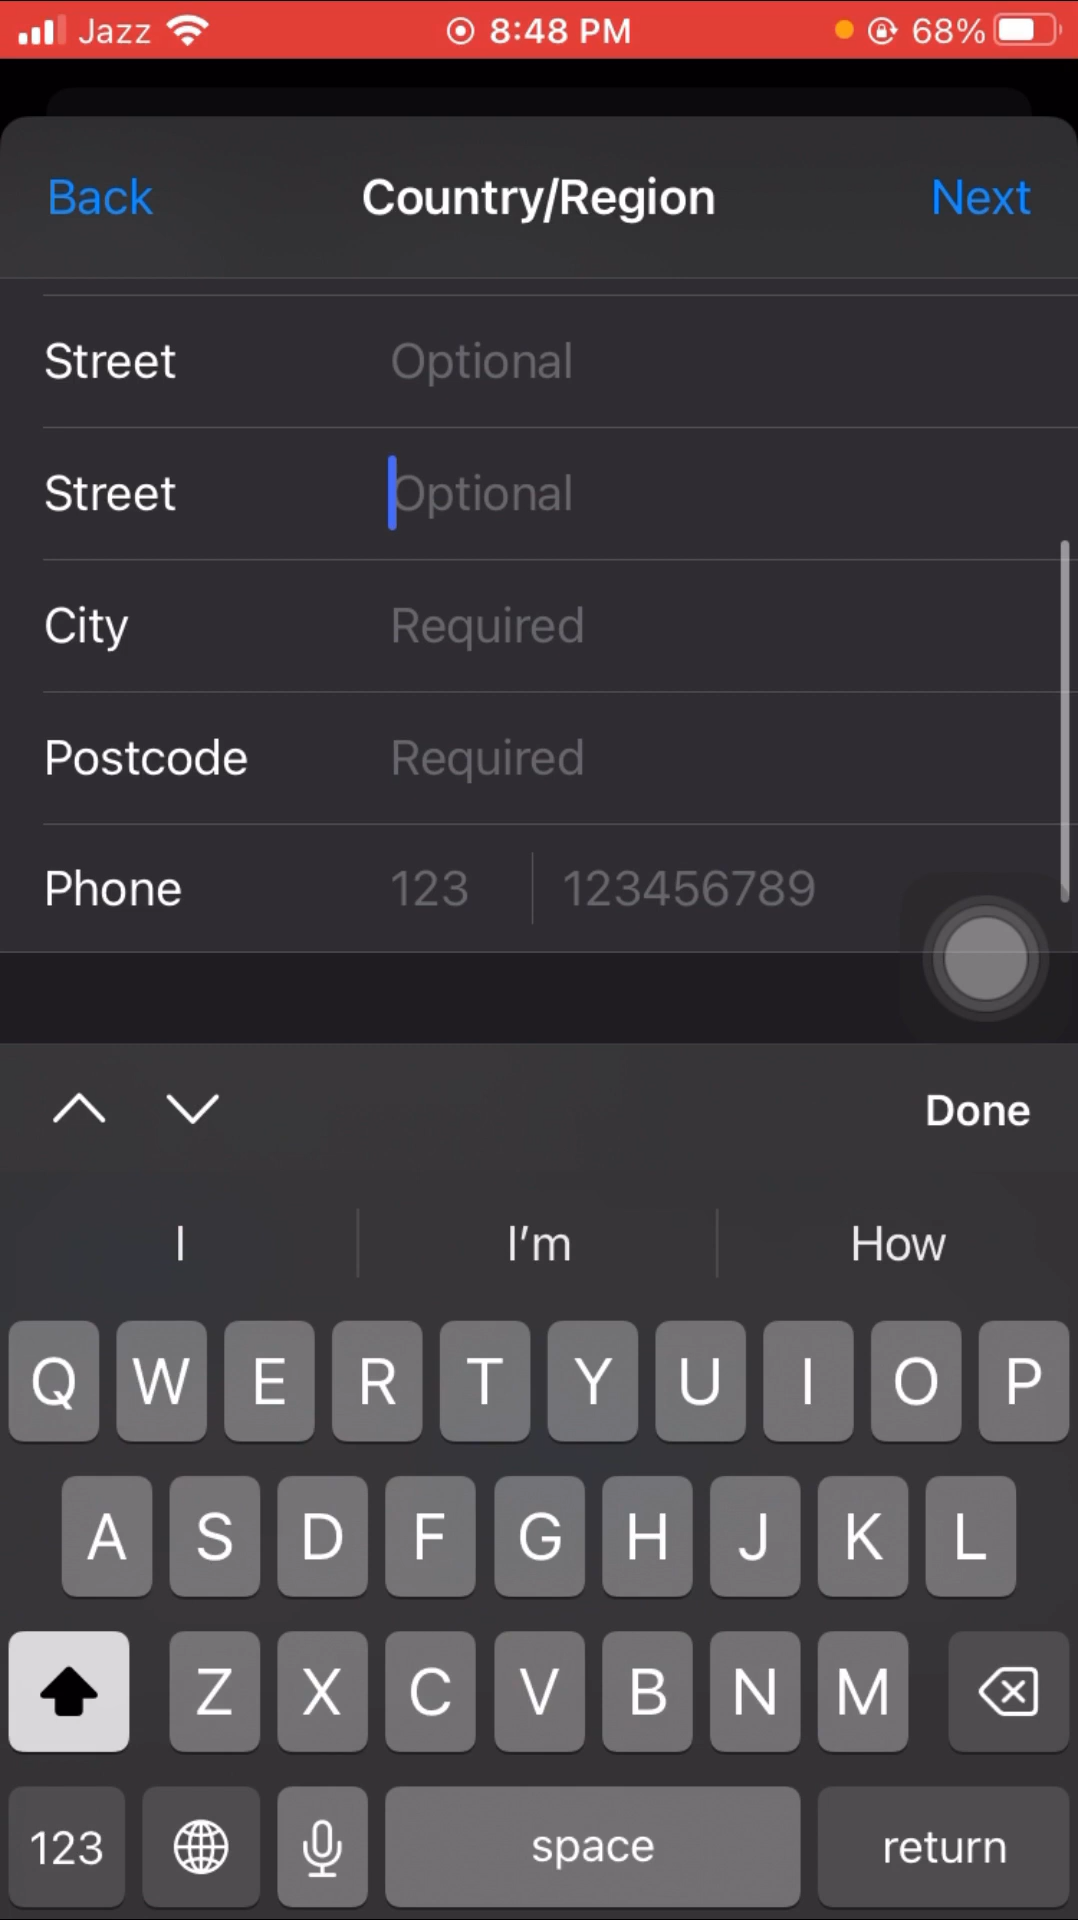 Jazz 8:48 PM 68%
Back Country/Region Next
Street Optional
Street Optional
City Required
Postcode Required
Phone 123 123456789
Done
I I'm How
Q W E R T Y U I O P
A S D F G H J K L
Z X C V B N M
123 space return